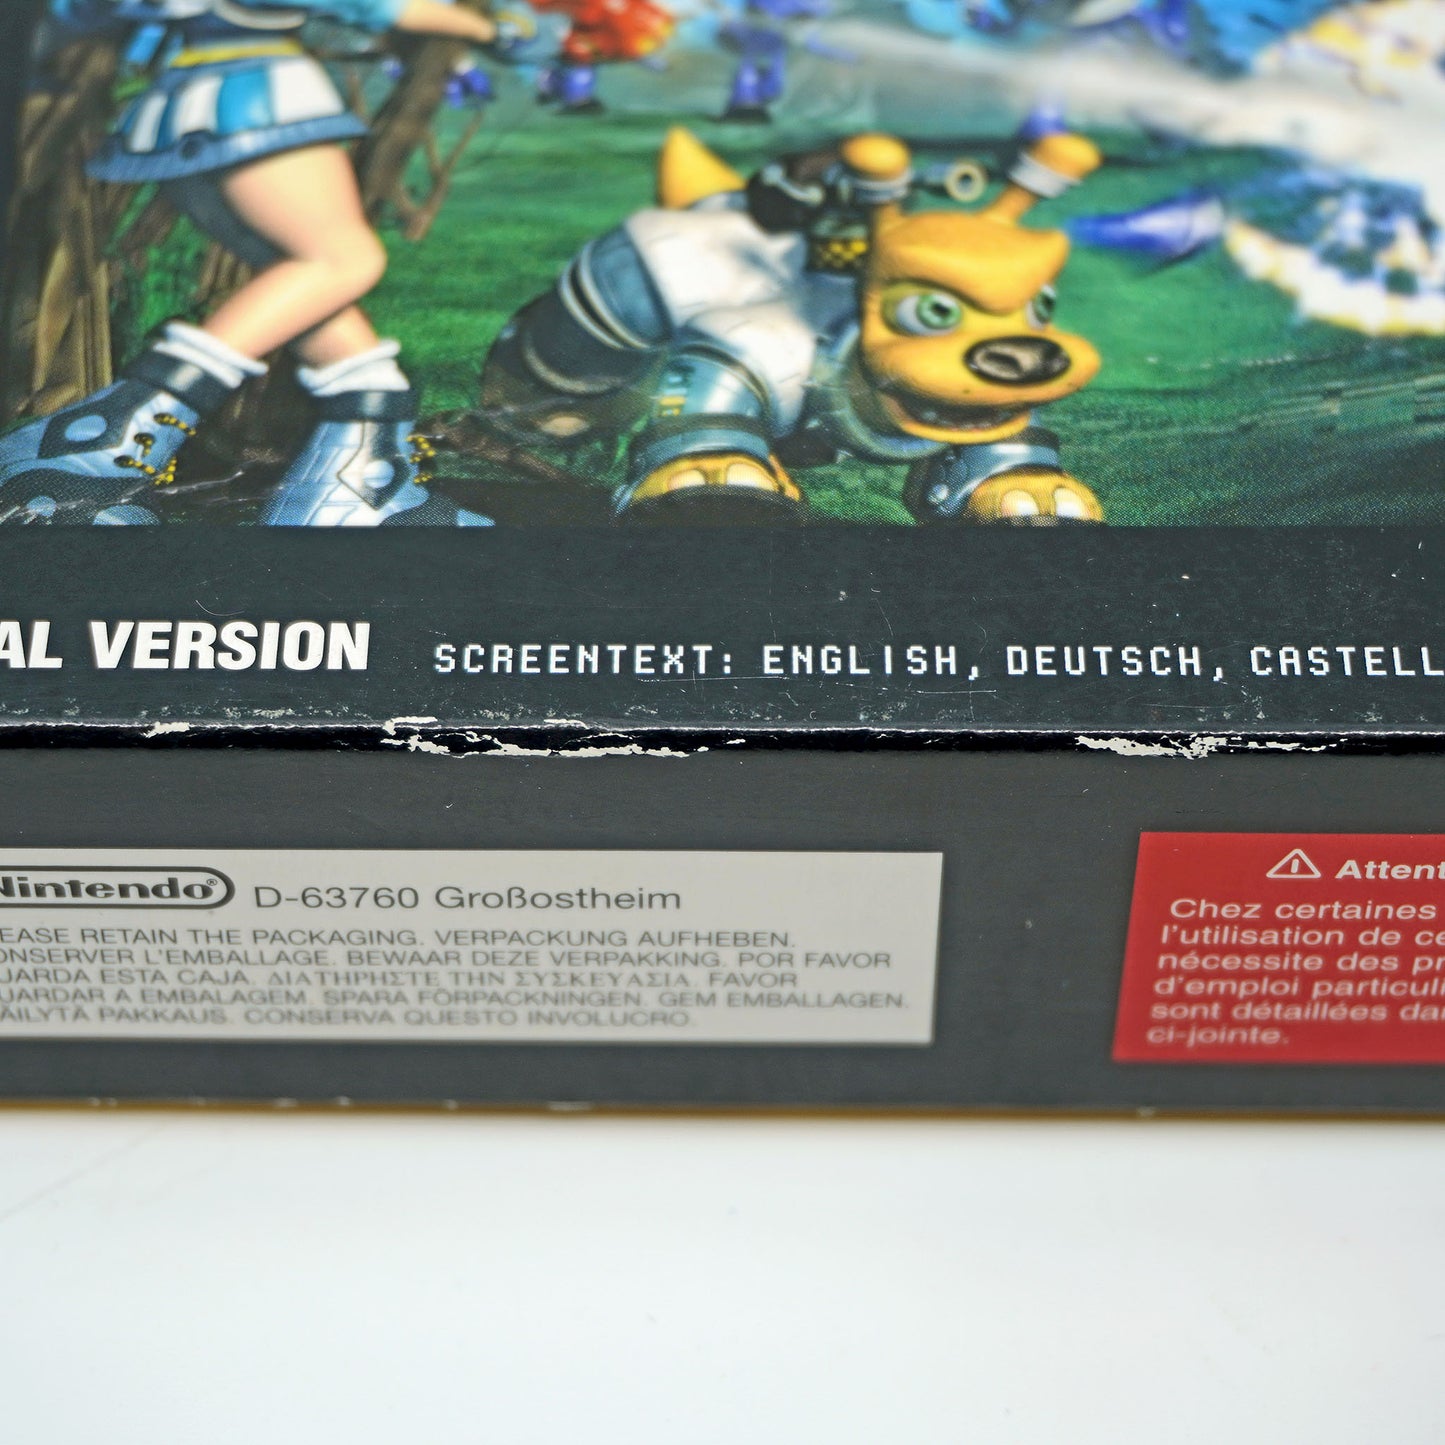 AL VERSION SCREENTEXT: ENGLISH, DEUTSCH, CASTELL
Nintendo® D-63760 Großostheim
EASE RETAIN THE PACKAGING. VERPACKUNG AUFHEBEN.
ONSERVER L'EMBALLAGE. BEWAAR DEZE VERPAKKING. POR FAVOR
UARDA ESTA CAJA. ΔΙΑΤΗΡΗΣΤΕ ΤΗΝ ΣΥΣΚΕΥΑΣΙΑ. FAVOR
UARDAR A EMBALAGEM. SPARA FÖRPACKNINGEN. GEM EMBALLAGEN.
ÄILYTÄ PAKKAUS. CONSERVA QUESTO INVOLUCRO.
Attent
Chez certaines
l'utilisation de ce
nécessite des pr
d'emploi particuli
sont détaillées da
ci-jointe.